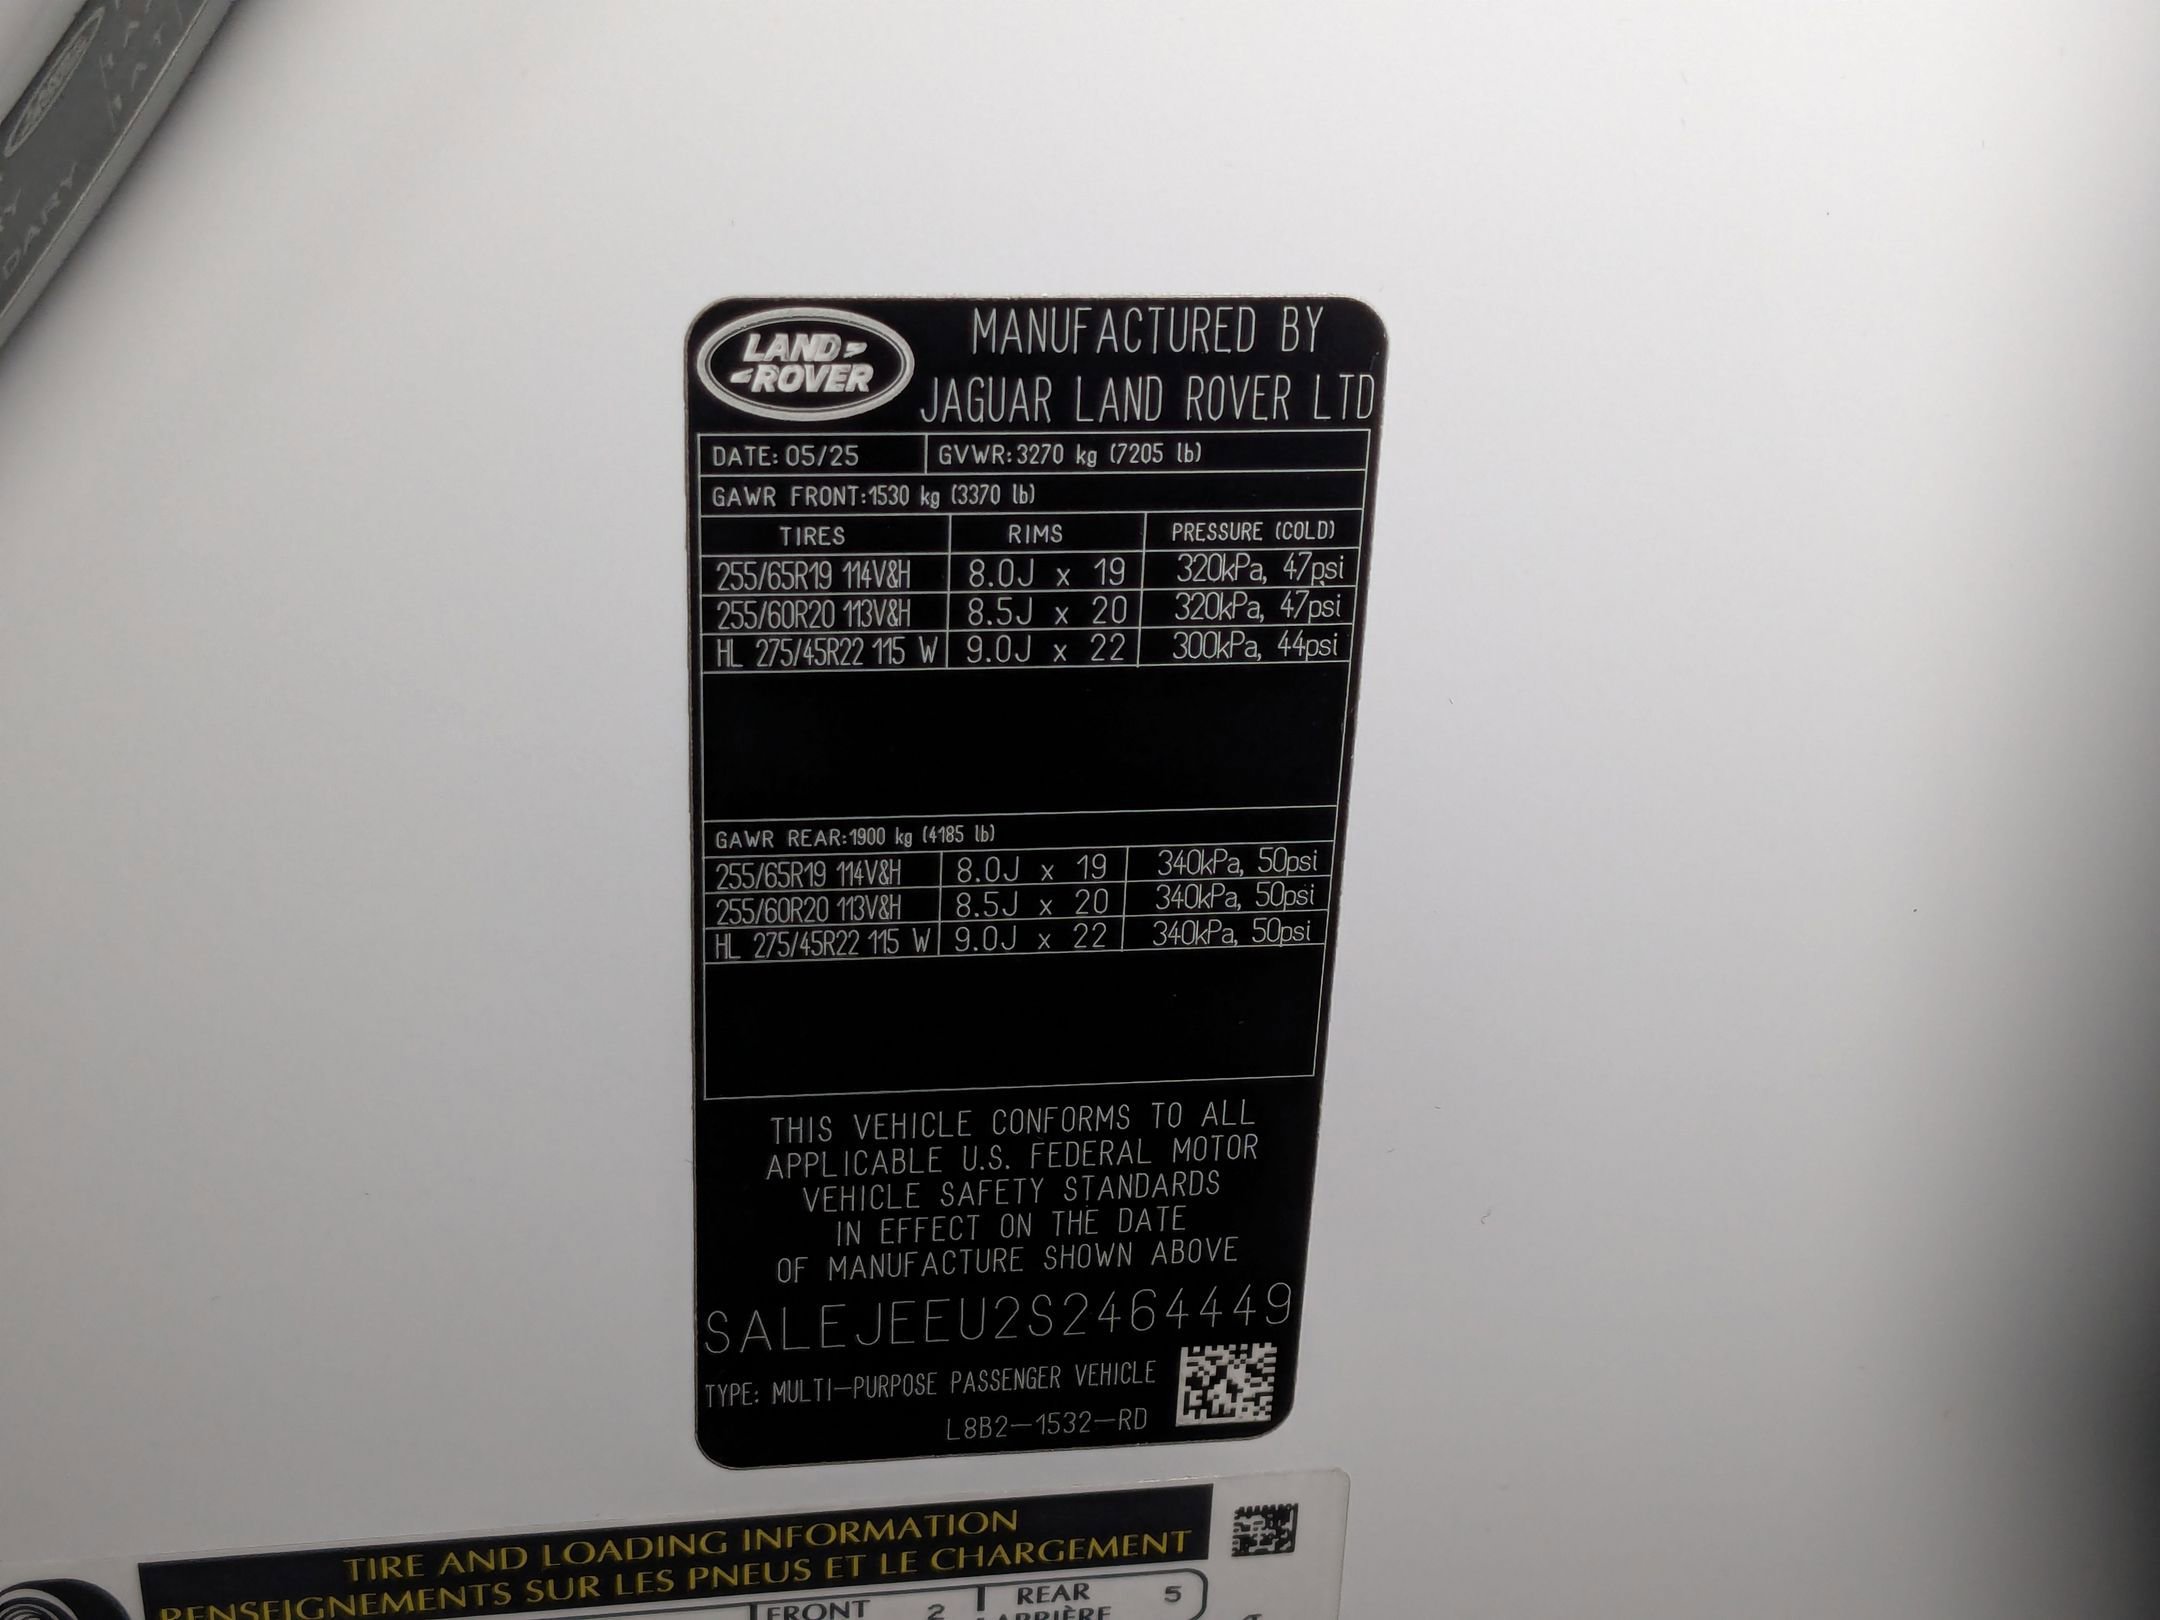 LAND
ROVER
MANUFACTURED BY
JAGUAR LAND ROVER LTD
DATE: 05/25 GVWR: 3270 kg (7205 lb)
GAWR FRONT: 1530 kg (3370 lb)
TIRES RIMS PRESSURE (COLD)
255/65R19 114V&H 8.0J x 19 320kPa, 47psi
255/60R20 113V&H 8.5J x 20 320kPa, 47psi
HL 275/45R22 115 W 9.0J x 22 300kPa, 44psi
GAWR REAR: 1900 kg (4185 lb)
255/65R19 114V&H 8.0J x 19 340kPa, 50psi
255/60R20 113V&H 8.5J x 20 340kPa, 50psi
HL 275/45R22 115 W 9.0J x 22 340kPa, 50psi
THIS VEHICLE CONFORMS TO ALL
APPLICABLE U.S. FEDERAL MOTOR
VEHICLE SAFETY STANDARDS
IN EFFECT ON THE DATE
OF MANUFACTURE SHOWN ABOVE
SALEJEEU2S2464449
TYPE: MULTI-PURPOSE PASSENGER VEHICLE
L8B2-1532-RD
TIRE AND LOADING INFORMATION
RENSEIGNEMENTS SUR LES PNEUS ET LE CHARGEMENT
FRONT 2 REAR 5
ARRIÈRE